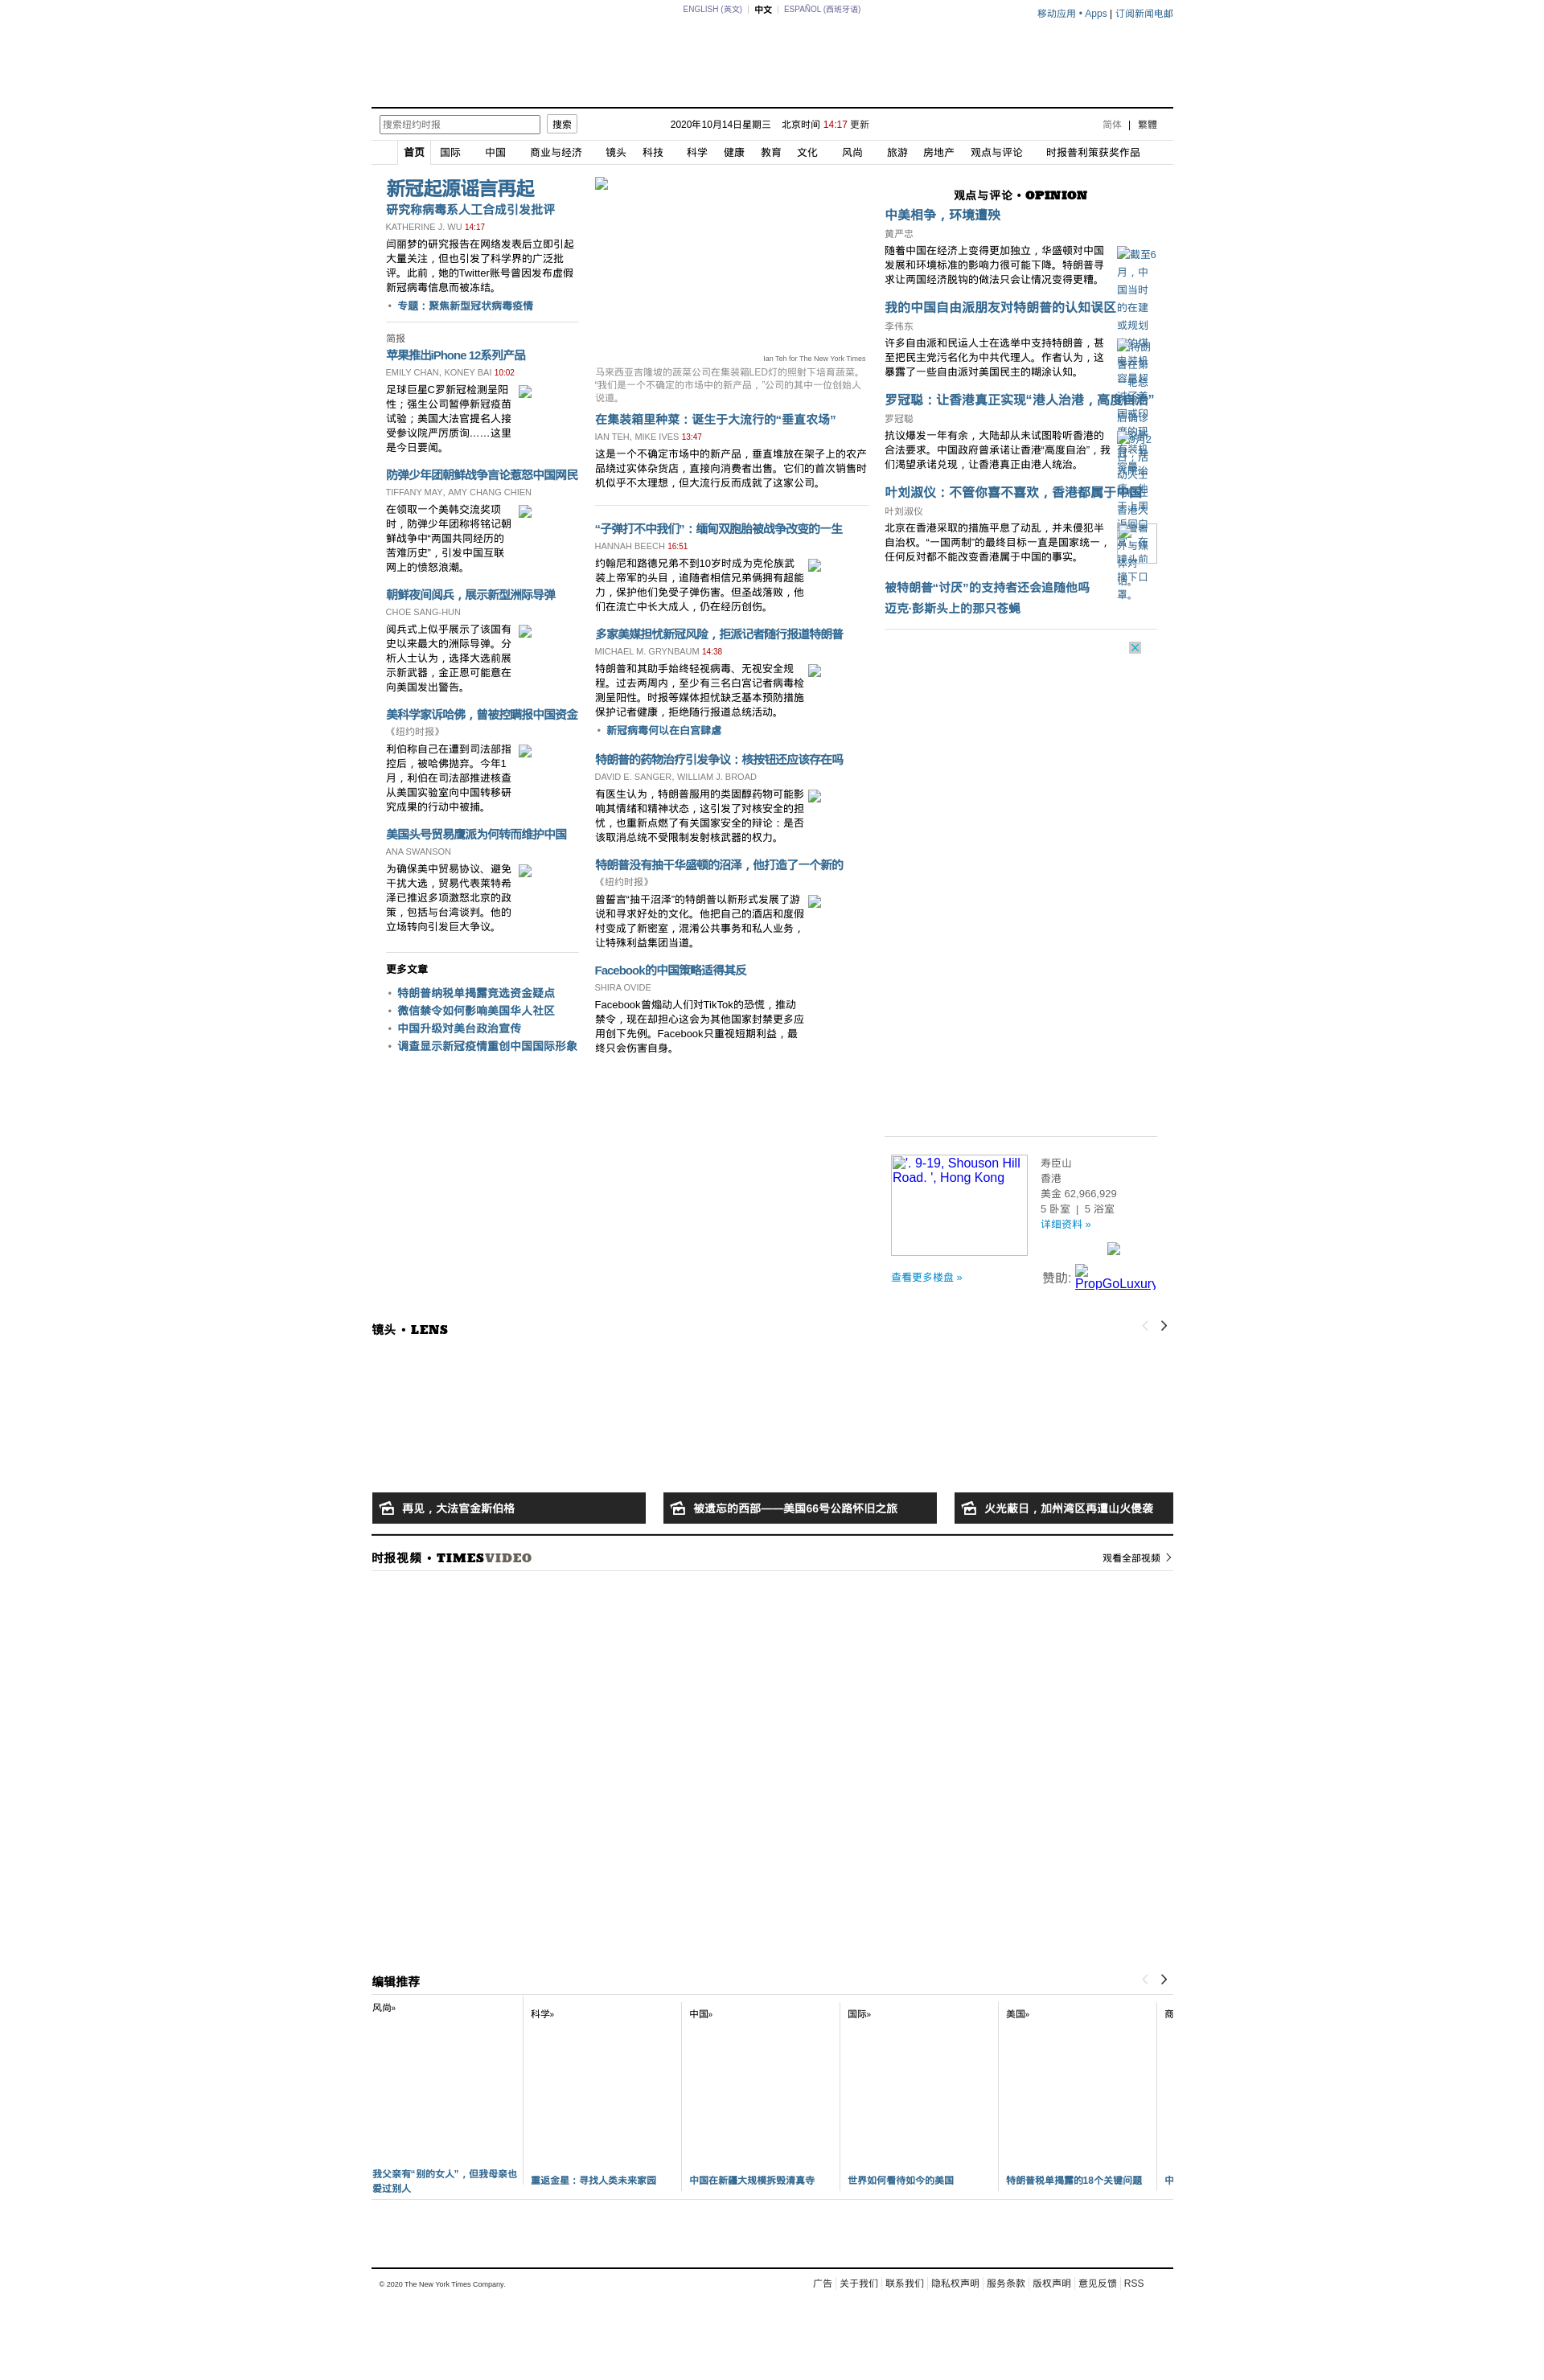 ENGLISH (英文) | 中文 | ESPAÑOL (西班牙语)
移动应用 • Apps | 订阅新闻电邮
搜索纽约时报
搜索
2020年10月14日星期三 北京时间 14:17 更新
简体 | 繁體
首页 国际 中国 商业与经济 镜头 科技 科学 健康 教育 文化 风尚 旅游 房地产 观点与评论 时报普利策获奖作品
新冠起源谣言再起
研究称病毒系人工合成引发批评
KATHERINE J. WU 14:17
闫丽梦的研究报告在网络发表后立即引起
大量关注，但也引发了科学界的广泛批
评。此前，她的Twitter账号曾因发布虚假
新冠病毒信息而被冻结。
• 专题：聚焦新型冠状病毒疫情
简报
苹果推出iPhone 12系列产品
EMILY CHAN, KONEY BAI 10:02
足球巨星C罗新冠检测呈阳
性；强生公司暂停新冠疫苗
试验；美国大法官提名人接
受参议院严厉质询……这里
是今日要闻。
防弹少年团朝鲜战争言论惹怒中国网民
TIFFANY MAY, AMY CHANG CHIEN
在领取一个美韩交流奖项
时，防弹少年团称将铭记朝
鲜战争中“两国共同经历的
苦难历史”，引发中国互联
网上的愤怒浪潮。
朝鲜夜间阅兵，展示新型洲际导弹
CHOE SANG-HUN
阅兵式上似乎展示了该国有
史以来最大的洲际导弹。分
析人士认为，选择大选前展
示新武器，金正恩可能意在
向美国发出警告。
美科学家诉哈佛，曾被控瞒报中国资金
《纽约时报》
利伯称自己在遭到司法部指
控后，被哈佛抛弃。今年1
月，利伯在司法部推进核查
从美国实验室向中国转移研
究成果的行动中被捕。
美国头号贸易鹰派为何转而维护中国
ANA SWANSON
为确保美中贸易协议、避免
干扰大选，贸易代表莱特希
泽已推迟多项激怒北京的政
策，包括与台湾谈判。他的
立场转向引发巨大争议。
更多文章
• 特朗普纳税单揭露竞选资金疑点
• 微信禁令如何影响美国华人社区
• 中国升级对美台政治宣传
• 调查显示新冠疫情重创中国国际形象
Ian Teh for The New York Times
马来西亚吉隆坡的蔬菜公司在集装箱LED灯的照射下培育蔬菜。
“我们是一个不确定的市场中的新产品，”公司的其中一位创始人
说道。
在集装箱里种菜：诞生于大流行的“垂直农场”
IAN TEH, MIKE IVES 13:47
这是一个不确定市场中的新产品，垂直堆放在架子上的农产
品绕过实体杂货店，直接向消费者出售。它们的首次销售时
机似乎不太理想，但大流行反而成就了这家公司。
“子弹打不中我们”：缅甸双胞胎被战争改变的一生
HANNAH BEECH 16:51
约翰尼和路德兄弟不到10岁时成为克伦族武
装上帝军的头目，追随者相信兄弟俩拥有超能
力，保护他们免受子弹伤害。但圣战落败，他
们在流亡中长大成人，仍在经历创伤。
多家美媒担忧新冠风险，拒派记者随行报道特朗普
MICHAEL M. GRYNBAUM 14:38
特朗普和其助手始终轻视病毒、无视安全规
程。过去两周内，至少有三名白宫记者病毒检
测呈阳性。时报等媒体担忧缺乏基本预防措施
保护记者健康，拒绝随行报道总统活动。
• 新冠病毒何以在白宫肆虐
特朗普的药物治疗引发争议：核按钮还应该存在吗
DAVID E. SANGER, WILLIAM J. BROAD
有医生认为，特朗普服用的类固醇药物可能影
响其情绪和精神状态，这引发了对核安全的担
忧，也重新点燃了有关国家安全的辩论：是否
该取消总统不受限制发射核武器的权力。
特朗普没有抽干华盛顿的沼泽，他打造了一个新的
《纽约时报》
曾誓言“抽干沼泽”的特朗普以新形式发展了游
说和寻求好处的文化。他把自己的酒店和度假
村变成了新密室，混淆公共事务和私人业务，
让特殊利益集团当道。
Facebook的中国策略适得其反
SHIRA OVIDE
Facebook曾煽动人们对TikTok的恐慌，推动
禁令，现在却担心这会为其他国家封禁更多应
用创下先例。Facebook只重视短期利益，最
终只会伤害自身。
观点与评论 • OPINION
中美相争，环境遭殃
黄严忠
随着中国在经济上变得更加独立，华盛顿对中国
发展和环境标准的影响力很可能下降。特朗普寻
求让两国经济脱钩的做法只会让情况变得更糟。
截至6
月，中
国当时
的在建
或规划
我的中国自由派朋友对特朗普的认知误区
李伟东
许多自由派和民运人士在选举中支持特朗普，甚
至把民主党污名化为中共代理人。作者认为，这
暴露了一些自由派对美国民主的糊涂认知。
罗冠聪：让香港真正实现“港人治港，高度自治”
罗冠聪
抗议爆发一年有余，大陆却从未试图聆听香港的
合法要求。中国政府曾承诺让香港“高度自治”，我
们渴望承诺兑现，让香港真正由港人统治。
叶刘淑仪：不管你喜不喜欢，香港都属于中国
叶刘淑仪
北京在香港采取的措施平息了动乱，并未侵犯半
自治权。“一国两制”的最终目标一直是国家统一，
任何反对都不能改变香港属于中国的事实。
被特朗普“讨厌”的支持者还会追随他吗
迈克·彭斯头上的那只苍蝇
'. 9-19, Shouson Hill
Road. ', Hong Kong
寿臣山
香港
美金 62,966,929
5 卧室 | 5 浴室
详细资料 »
查看更多楼盘 »
赞助: PropGoLuxury
镜头 • LENS
再见，大法官金斯伯格
被遗忘的西部——美国66号公路怀旧之旅
火光蔽日，加州湾区再遭山火侵袭
时报视频 • TIMESVIDEO
观看全部视频
编辑推荐
风尚»
科学»
中国»
国际»
美国»
商
我父亲有“别的女人”，但我母亲也
爱过别人
重返金星：寻找人类未来家园
中国在新疆大规模拆毁清真寺
世界如何看待如今的美国
特朗普税单揭露的18个关键问题
中
© 2020 The New York Times Company.
广告 | 关于我们 | 联系我们 | 隐私权声明 | 服务条款 | 版权声明 | 意见反馈 | RSS